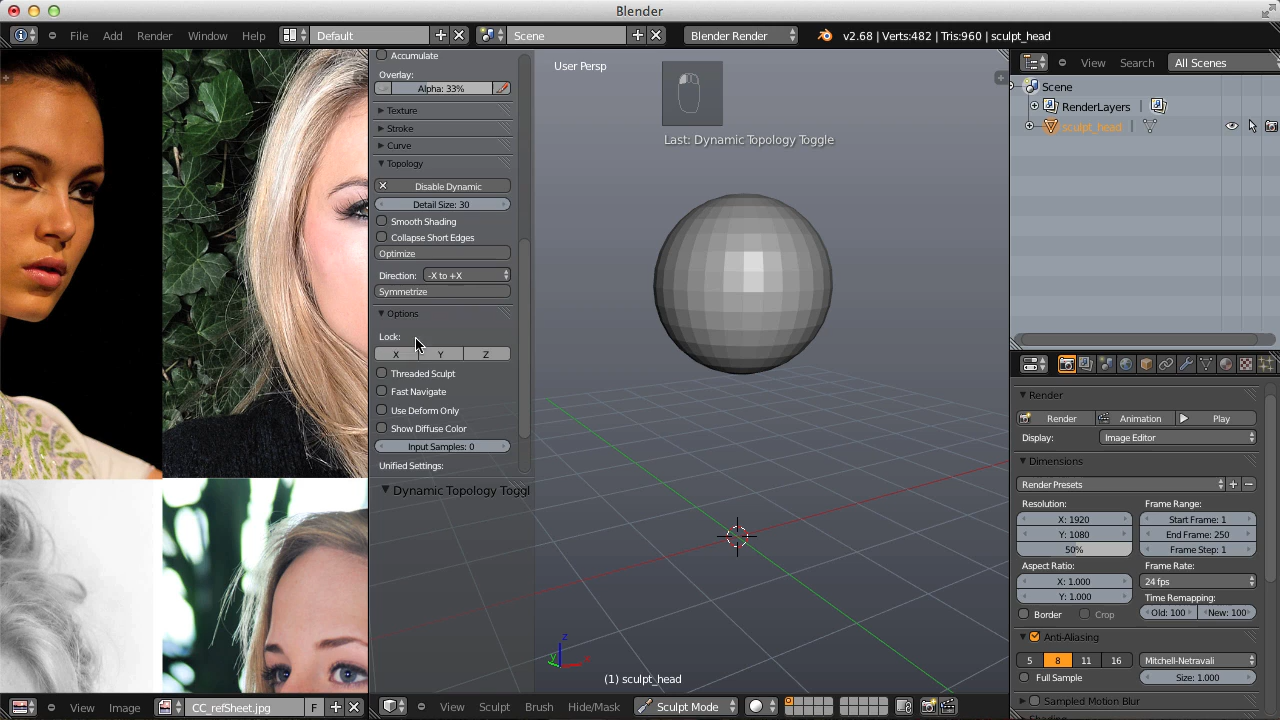 Blender
File Add Render Window Help Default Scene Blender Render v2.68 | Verts:482 | Tris:960 | sculpt_head
Accumulate
Overlay:
Alpha: 33%
Texture
Stroke
Curve
Topology
Disable Dynamic
Detail Size: 30
Smooth Shading
Collapse Short Edges
Optimize
Direction: -X to +X
Symmetrize
Options
Lock:
X Y Z
Threaded Sculpt
Fast Navigate
Use Deform Only
Show Diffuse Color
Input Samples: 0
Unified Settings:
Dynamic Topology Toggl
User Persp
Last: Dynamic Topology Toggle
z
y
x
(1) sculpt_head
View Search All Scenes
Scene
RenderLayers |
sculpt_head |
Render
Render Animation Play
Display: Image Editor
Dimensions
Render Presets
Resolution: Frame Range:
X: 1920 Start Frame: 1
Y: 1080 End Frame: 250
50% Frame Step: 1
Aspect Ratio: Frame Rate:
X: 1.000 24 fps
Y: 1.000 Time Remapping:
Border Crop Old: 100 New: 100
Anti-Aliasing
5 8 11 16 Mitchell-Netravali
Full Sample Size: 1.000
Sampled Motion Blur
View Image CC_refSheet.jpg F
View Sculpt Brush Hide/Mask Sculpt Mode